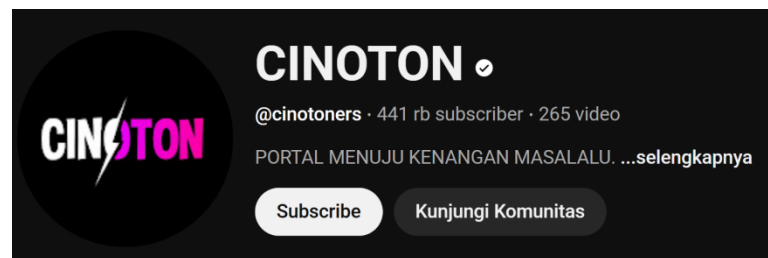 CINOTON
CINOTON
@cinotoners · 441 rb subscriber · 265 video
PORTAL MENUJU KENANGAN MASALALU. ...selengkapnya
Subscribe
Kunjungi Komunitas